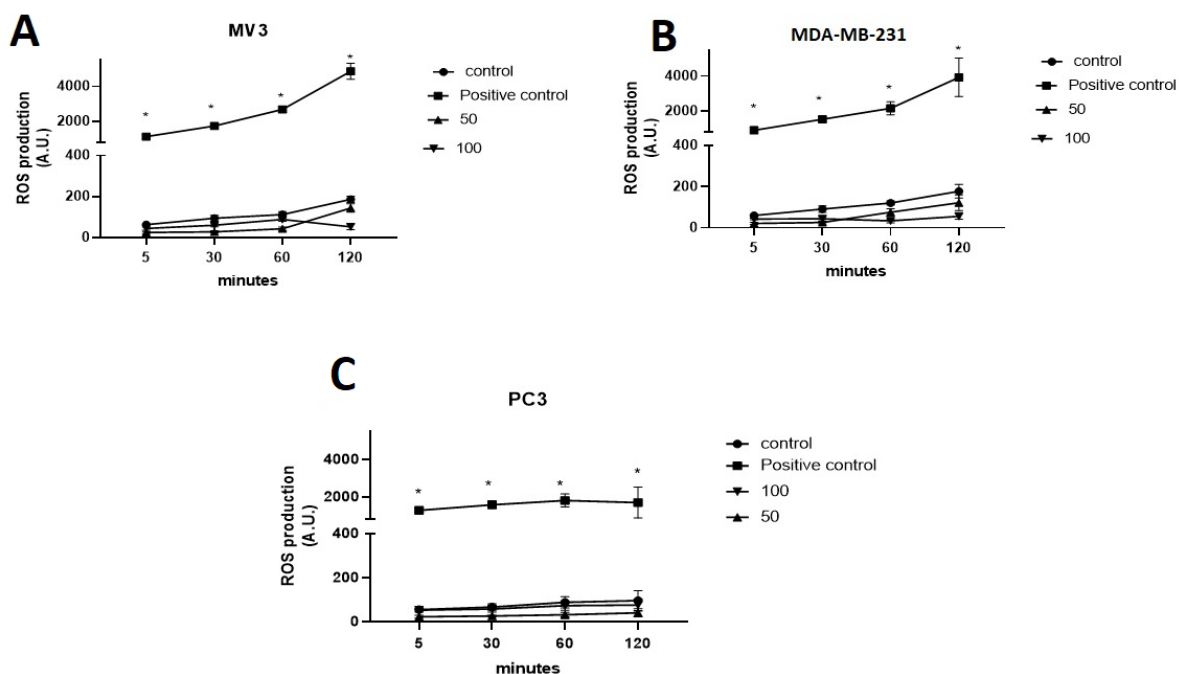 A
MV3
ROS production
(A.U.)
4000
2000
400
200
0
*
*
*
*
5 30 60 120
minutes
control
Positive control
50
100
B
MDA-MB-231
ROS production
(A.U.)
4000
2000
400
200
0
*
*
*
*
5 30 60 120
minutes
control
Positive control
50
100
C
PC3
ROS production
(A.U.)
4000
2000
400
200
0
*
*
*
*
5 30 60 120
minutes
control
Positive control
100
50